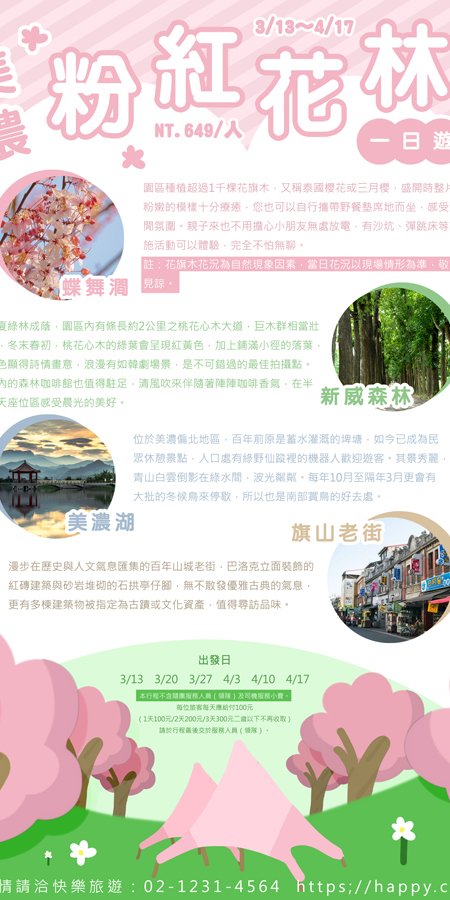 3/13～4/17
美濃
粉紅花林
NT. 649/人
一日遊
園區種植超過1千棵花旗木，又稱泰國櫻花或三月櫻，盛開時整片
粉嫩的模樣十分療癒，您也可以自行攜帶野餐墊席地而坐，感受
開氛圍。親子來也不用擔心小朋友無處放電，有沙坑、彈跳床等
施活動可以體驗，完全不怕無聊。
註：花旗木花況為自然現象因素，當日花況以現場情形為準，敬
見諒。
蝶舞澗
夏綠林成蔭，園區內有條長約2公里之桃花心木大道，巨木群相當壯
，冬末春初，桃花心木的綠葉會呈現紅黃色，加上鋪滿小徑的落葉，
色顯得詩情畫意，浪漫有如韓劇場景，是不可錯過的最佳拍攝點。
內的森林咖啡館也值得駐足，清風吹來伴隨著陣陣咖啡香氣，在半
天座位區感受晨光的美好。
新威森林
位於美濃偏北地區，百年前原是蓄水灌溉的埤塘，如今已成為民
眾休憩景點，入口處有綠野仙蹤裡的機器人歡迎遊客。其景秀麗，
青山白雲倒影在綠水間，波光粼粼。每年10月至隔年3月更會有
大批的冬候鳥來停歇，所以也是南部賞鳥的好去處。
美濃湖
旗山老街
漫步在歷史與人文氣息匯集的百年山城老街，巴洛克立面裝飾的
紅磚建築與砂岩堆砌的石拱亭仔腳，無不散發優雅古典的氣息，
更有多棟建築物被指定為古蹟或文化資產，值得尋訪品味。
出發日
3/13 3/20 3/27 4/3 4/10 4/17
本行程不含隨團服務人員（領隊）及司機服務小費。
每位旅客每天應給付100元
（1天100元/2天200元/3天300元二歲以下不再收取）
請於行程最後交於服務人員（領隊）。
情請洽快樂旅遊：02-1231-4564 https://happy.c